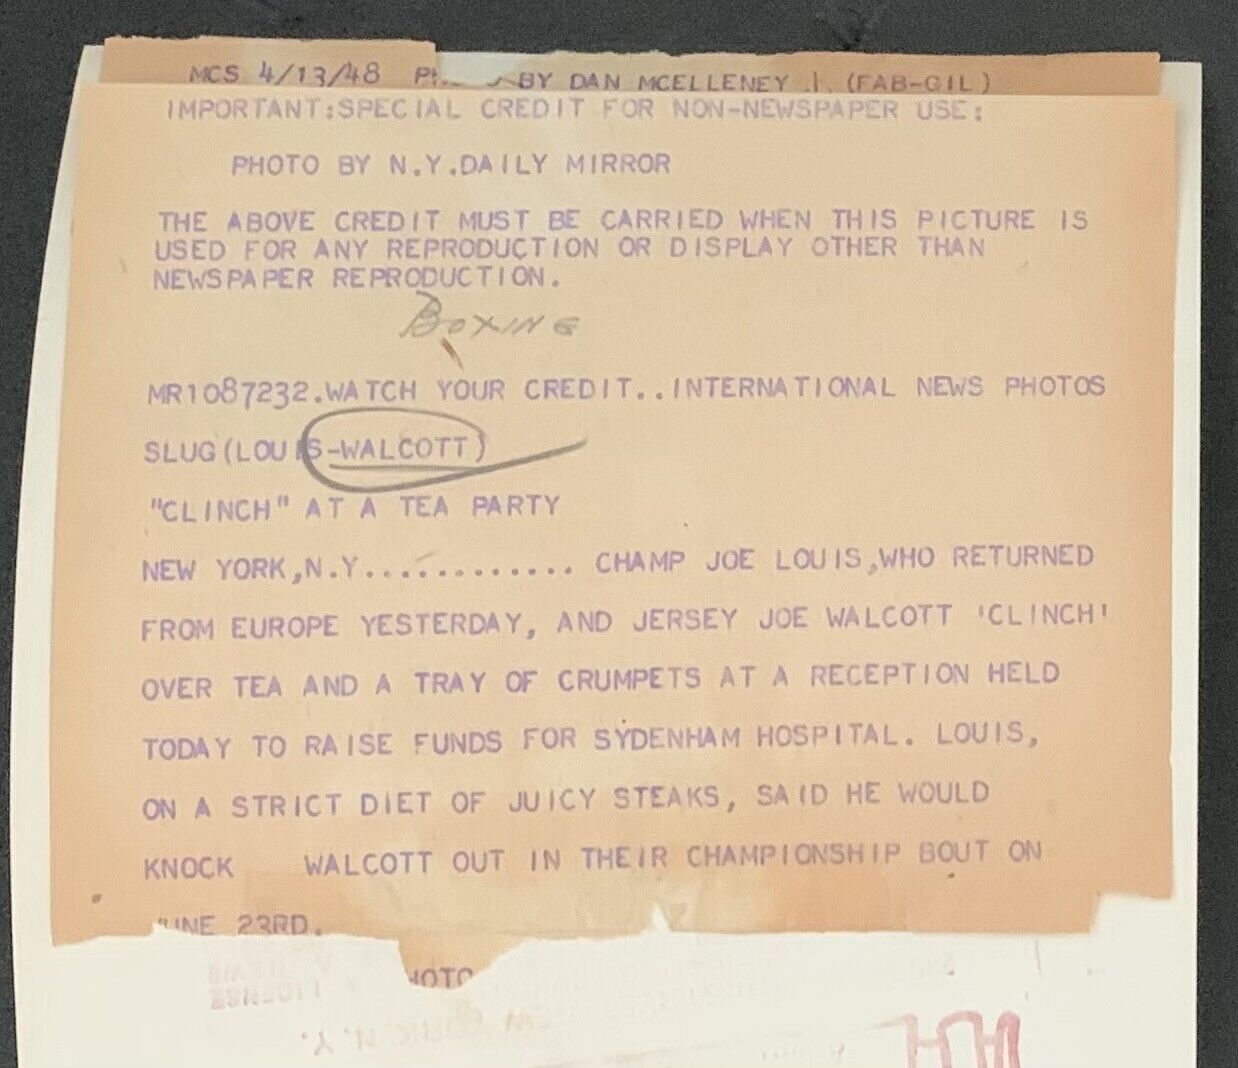 MCS 4/13/48 BY DAN MCELLENEY (FAB-GIL)
IMPORTANT:SPECIAL CREDIT FOR NON-NEWSPAPER USE:
PHOTO BY N.Y.DAILY MIRROR
THE ABOVE CREDIT MUST BE CARRIED WHEN THIS PICTURE IS
USED FOR ANY REPRODUCTION OR DISPLAY OTHER THAN
NEWSPAPER REPRODUCTION.
BOXING
MR1087232.WATCH YOUR CREDIT..INTERNATIONAL NEWS PHOTOS
SLUG(LOUIS-WALCOTT)
"CLINCH" AT A TEA PARTY
NEW YORK,N.Y............. CHAMP JOE LOUIS,WHO RETURNED
FROM EUROPE YESTERDAY, AND JERSEY JOE WALCOTT 'CLINCH'
OVER TEA AND A TRAY OF CRUMPETS AT A RECEPTION HELD
TODAY TO RAISE FUNDS FOR SYDENHAM HOSPITAL. LOUIS,
ON A STRICT DIET OF JUICY STEAKS, SAID HE WOULD
KNOCK WALCOTT OUT IN THEIR CHAMPIONSHIP BOUT ON
JUNE 23RD.